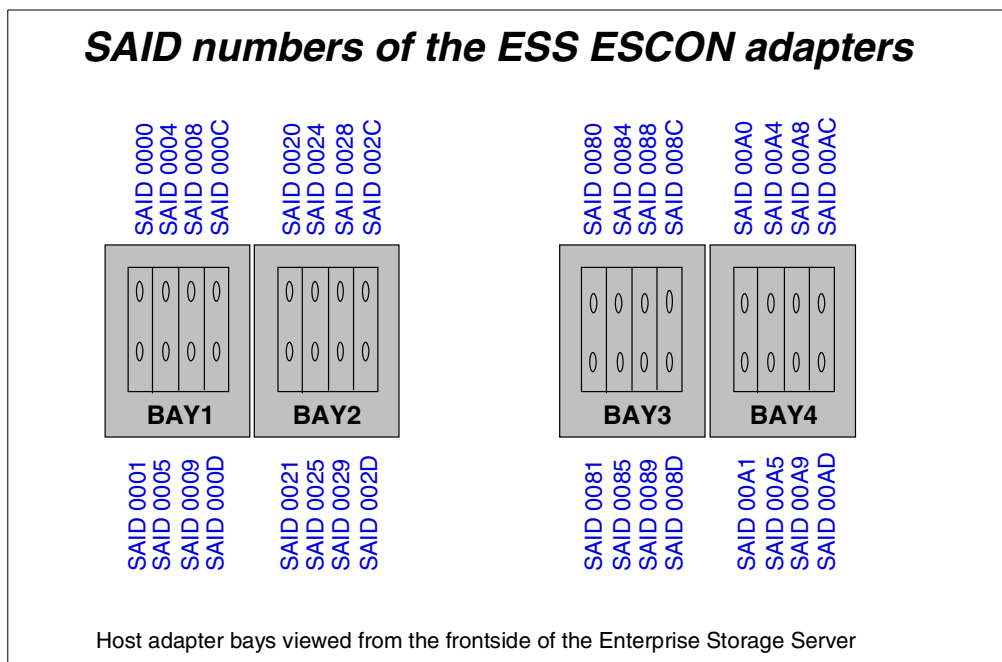 SAID numbers of the ESS ESCON adapters
SAID 0000
SAID 0004
SAID 0008
SAID 000C
SAID 0020
SAID 0024
SAID 0028
SAID 002C
SAID 0080
SAID 0084
SAID 0088
SAID 008C
SAID 00A0
SAID 00A4
SAID 00A8
SAID 00AC
BAY1
BAY2
BAY3
BAY4
SAID 0001
SAID 0005
SAID 0009
SAID 000D
SAID 0021
SAID 0025
SAID 0029
SAID 002D
SAID 0081
SAID 0085
SAID 0089
SAID 008D
SAID 00A1
SAID 00A5
SAID 00A9
SAID 00AD
Host adapter bays viewed from the frontside of the Enterprise Storage Server